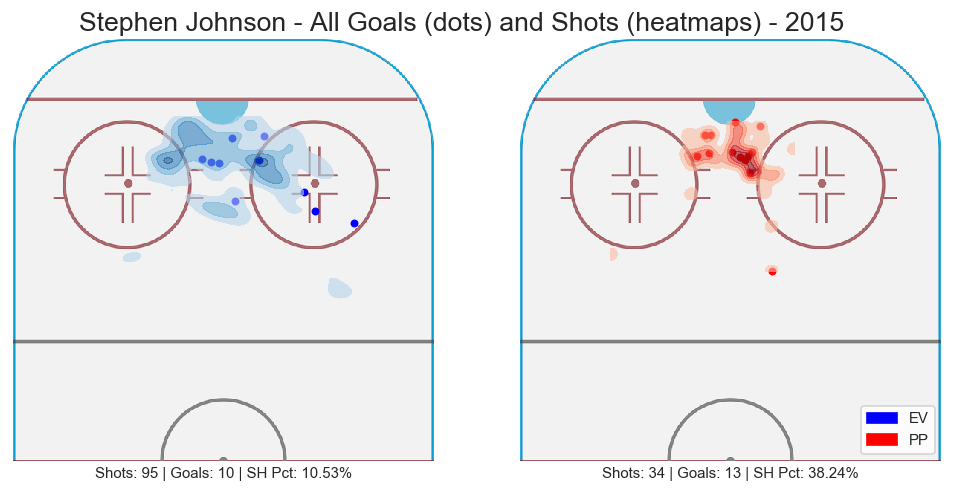 Stephen Johnson - All Goals (dots) and Shots (heatmaps) - 2015
EV
PP
Shots: 95 | Goals: 10 | SH Pct: 10.53%
Shots: 34 | Goals: 13 | SH Pct: 38.24%